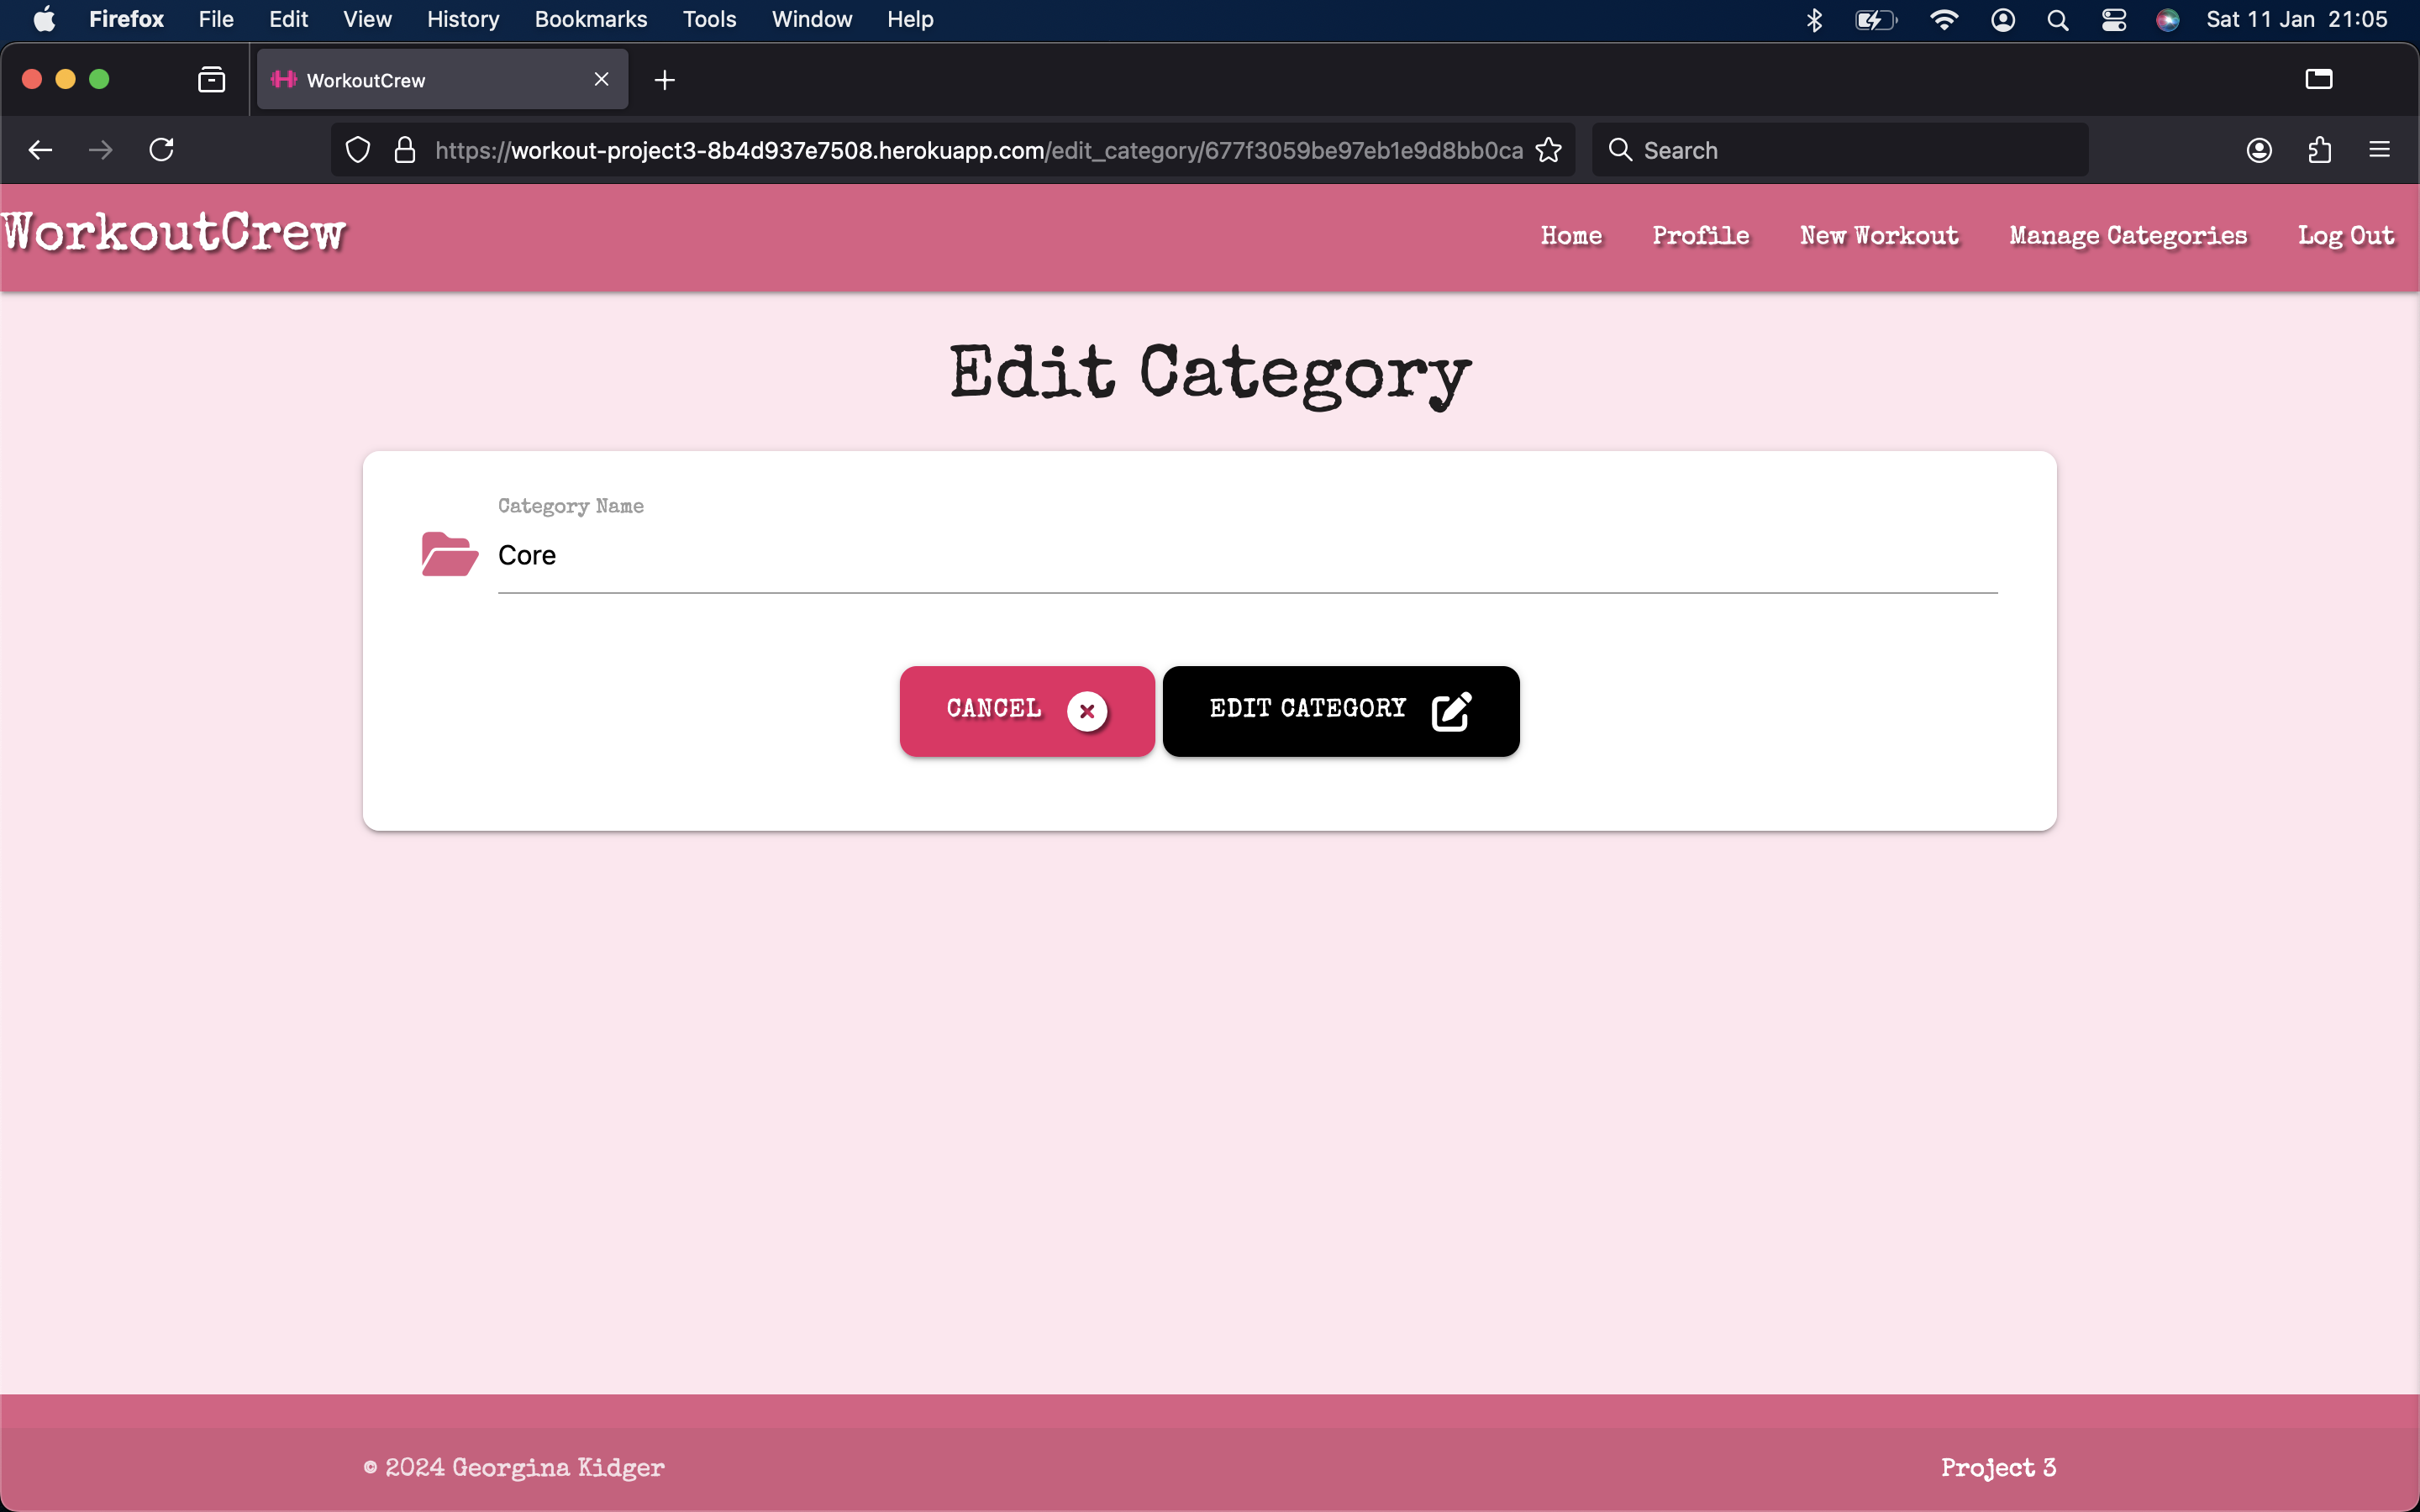 Firefox File Edit View History Bookmarks Tools Window Help Sat 11 Jan 21:05
WorkoutCrew
https://workout-project3-8b4d937e7508.herokuapp.com/edit_category/677f3059be97eb1e9d8bb0ca Search
WorkoutCrew Home Profile New Workout Manage Categories Log Out
Edit Category
Category Name
Core
CANCEL EDIT CATEGORY
© 2024 Georgina Kidger Project 3